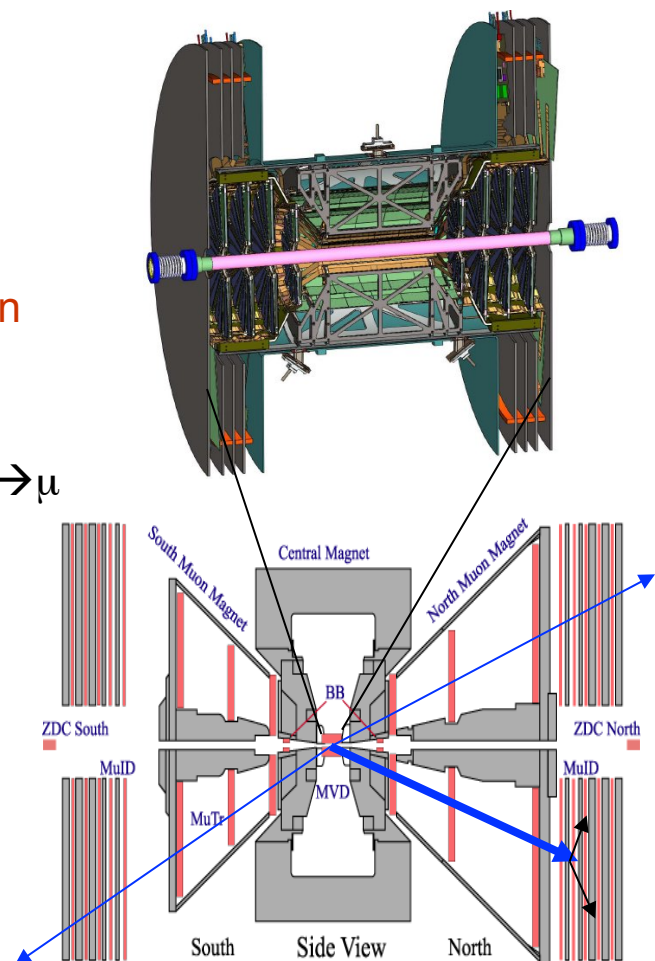 n
→μ
South Muon Magnet
Central Magnet
North Muon Magnet
BB
ZDC South
ZDC North
MuID
MVD
MuID
MuTr
South
Side View
North